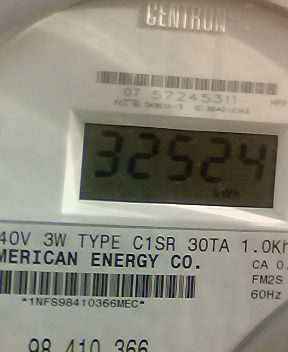 CENTRON®
07 57245311
32524
kWh
40V 3W TYPE C1SR 30TA 1.0Kh
MERICAN ENERGY CO.
CA 0.
FM2S
*1NFS98410366MEC*
60Hz
98 410 366